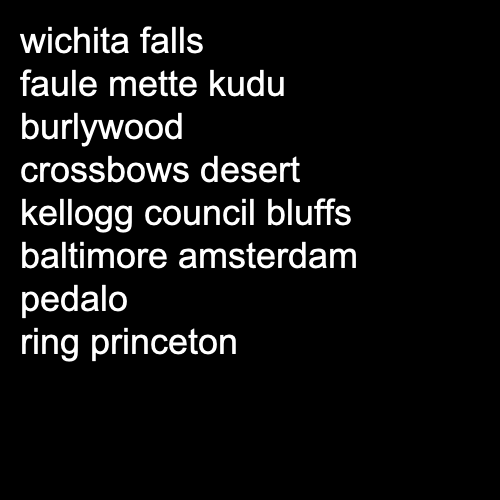 wichita falls
faule mette kudu
burlywood
crossbows desert
kellogg council bluffs
baltimore amsterdam
pedalo
ring princeton